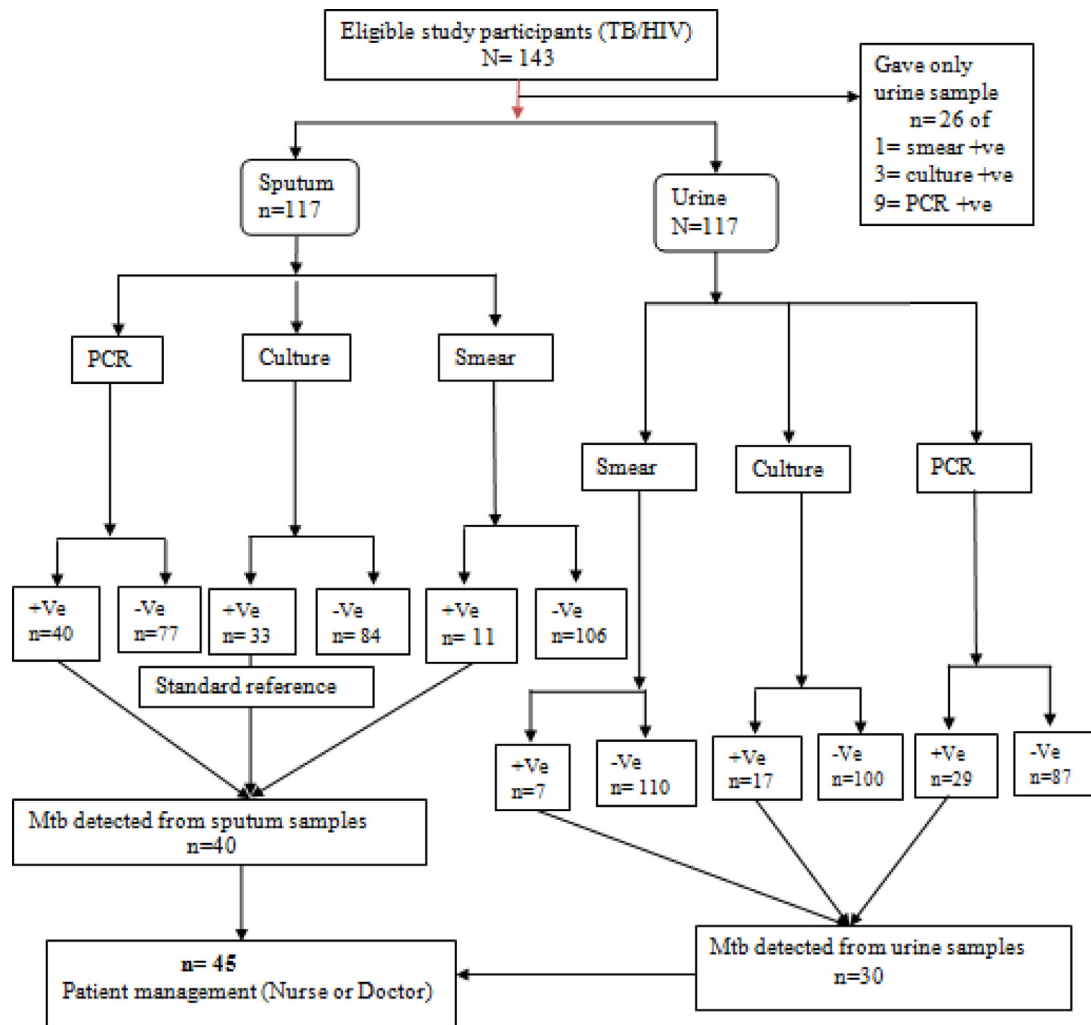 Eligible study participants (TB/HIV)
N= 143
Gave only
urine sample
n= 26 of
1= smear +ve
3= culture +ve
9= PCR +ve
Sputum
n=117
Urine
N=117
PCR
Culture
Smear
Smear
Culture
PCR
+Ve
n=40
-Ve
n=77
+Ve
n= 33
-Ve
n= 84
+Ve
n= 11
-Ve
n=106
Standard reference
+Ve
n=7
-Ve
n= 110
+Ve
n=17
-Ve
n=100
+Ve
n=29
-Ve
n=87
Mtb detected from sputum samples
n=40
Mtb detected from urine samples
n=30
n= 45
Patient management (Nurse or Doctor)